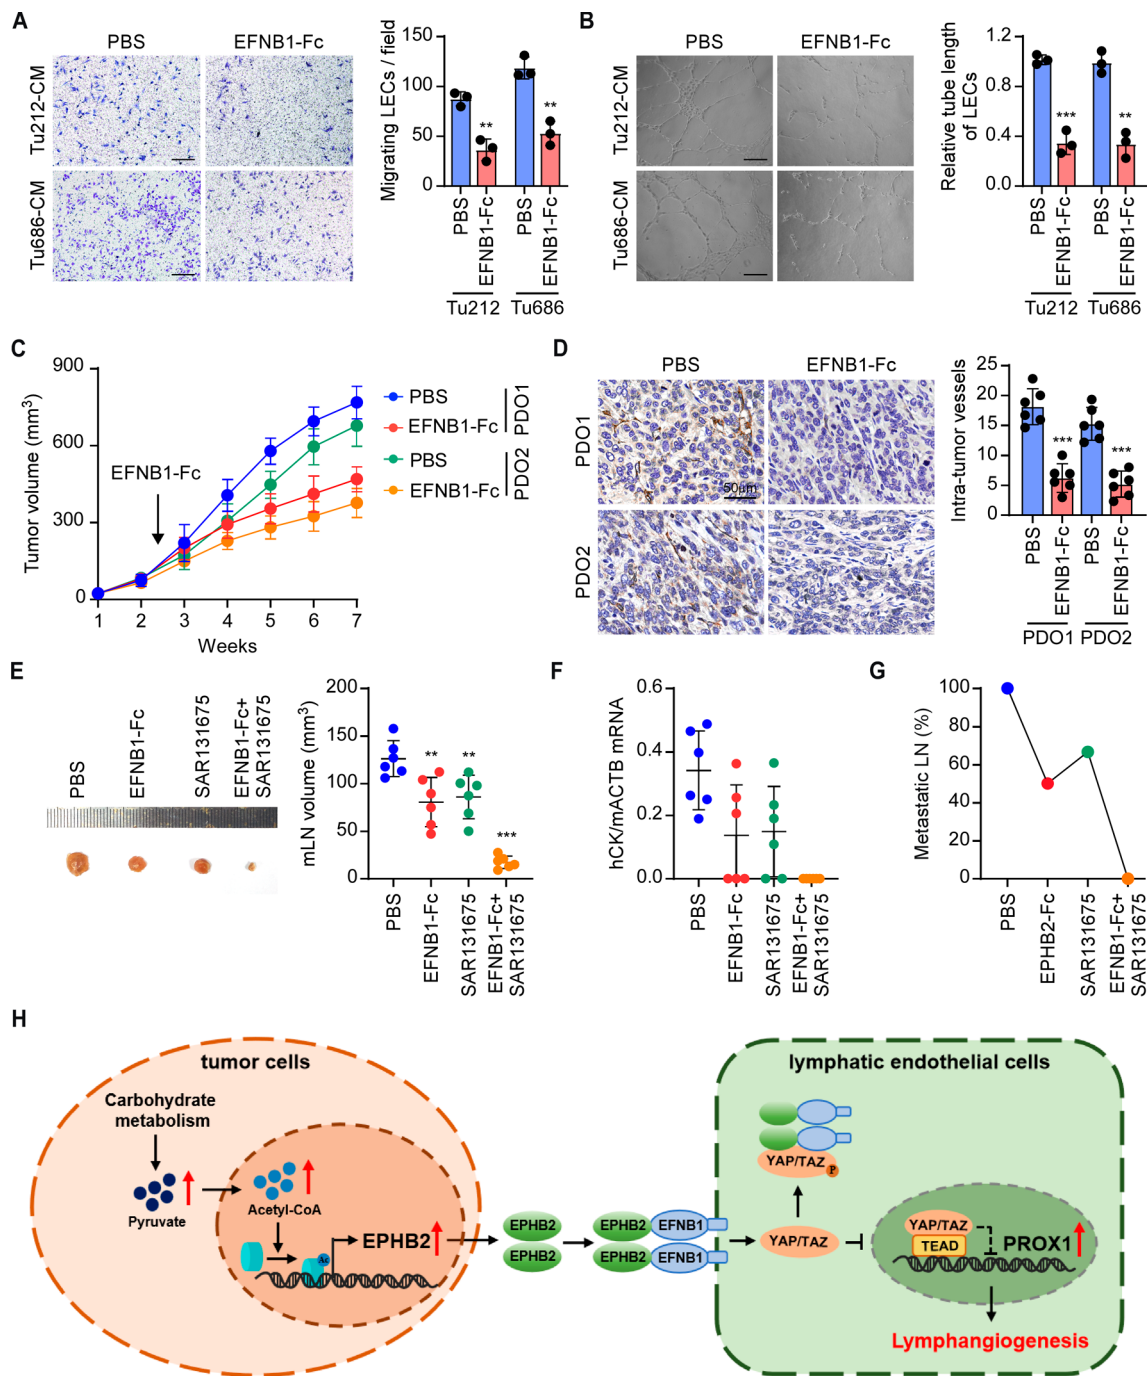 A
PBS
EFNB1-Fc
Tu212-CM
Tu686-CM
Migrating LECs / field
150
100
50
0
**
**
PBS
EFNB1-Fc
PBS
EFNB1-Fc
Tu212
Tu686
B
PBS
EFNB1-Fc
Tu212-CM
Tu686-CM
Relative tube length
of LECs
1.2
0.8
0.4
0.0
***
**
PBS
EFNB1-Fc
PBS
EFNB1-Fc
Tu212
Tu686
C
Tumor volume (mm3)
900
600
300
0
EFNB1-Fc
1 2 3 4 5 6 7
Weeks
PBS
EFNB1-Fc
PDO1
PBS
EFNB1-Fc
PDO2
D
PBS
EFNB1-Fc
PDO1
PDO2
50μm
Intra-tumor vessels
25
20
15
10
5
0
***
***
PBS
EFNB1-Fc
PBS
EFNB1-Fc
PDO1
PDO2
E
PBS
EFNB1-Fc
SAR131675
EFNB1-Fc+
SAR131675
mLN volume (mm3)
200
150
100
50
0
**
**
***
PBS
EFNB1-Fc
SAR131675
EFNB1-Fc+
SAR131675
F
hCK/mACTB mRNA
0.6
0.4
0.2
0.0
PBS
EFNB1-Fc
SAR131675
EFNB1-Fc+
SAR131675
G
Metastatic LN (%)
100
80
60
40
20
0
PBS
EPHB2-Fc
SAR131675
EFNB1-Fc+
SAR131675
H
tumor cells
Carbohydrate
metabolism
Pyruvate
Acetyl-CoA
Ac
EPHB2
EPHB2
EPHB2
EPHB2 EFNB1
EPHB2 EFNB1
lymphatic endothelial cells
YAP/TAZ
P
YAP/TAZ
YAP/TAZ
TEAD
PROX1
Lymphangiogenesis